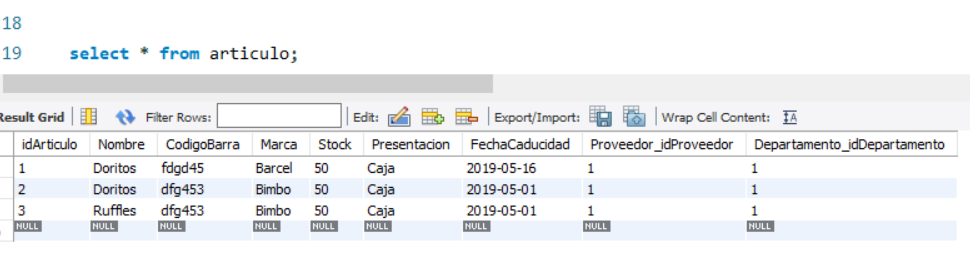 18
19 select * from articulo;
Result Grid Filter Rows: Edit: Export/Import: Wrap Cell Content: IA
idArticulo Nombre CodigoBarra Marca Stock Presentacion FechaCaducidad Proveedor_idProveedor Departamento_idDepartamento
1 Doritos fdgd45 Barcel 50 Caja 2019-05-16 1 1
2 Doritos dfg453 Bimbo 50 Caja 2019-05-01 1 1
3 Ruffles dfg453 Bimbo 50 Caja 2019-05-01 1 1
NULL NULL NULL NULL NULL NULL NULL NULL NULL